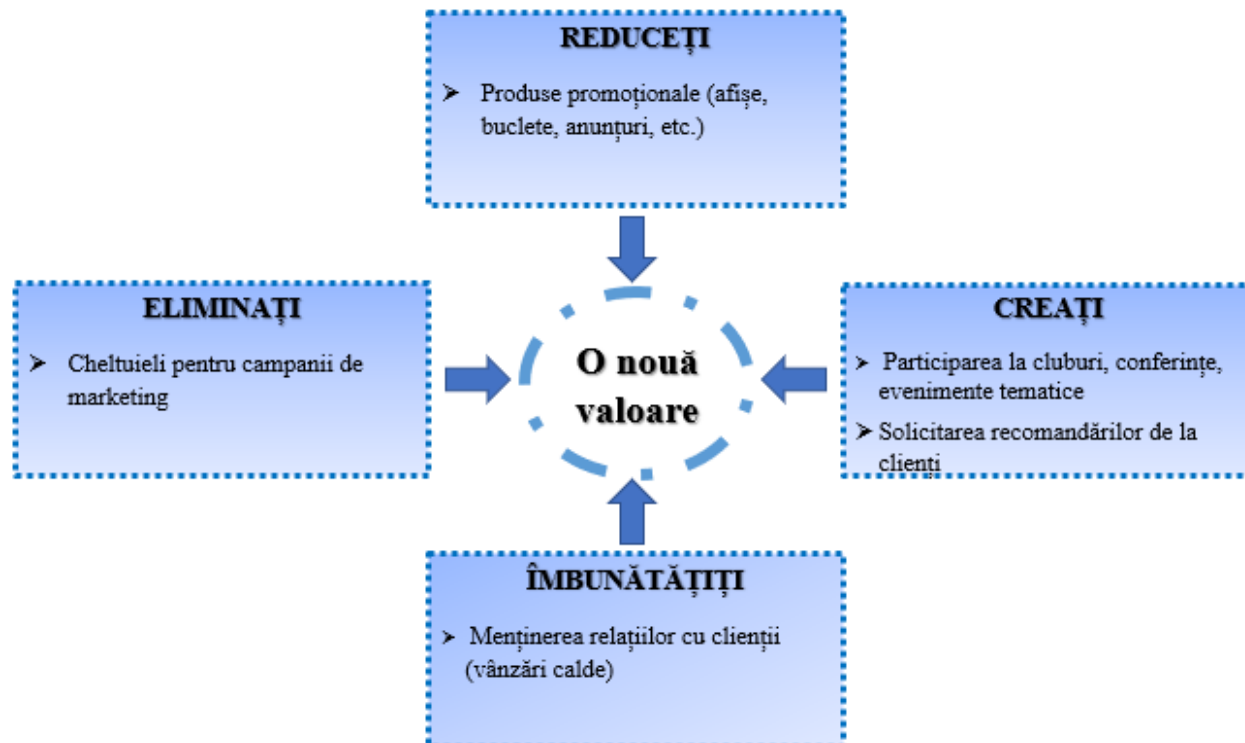 REDUCEȚI
➤ Produse promoționale (afișe,
buclete, anunțuri, etc.)
ELIMINAȚI
➤ Cheltuieli pentru campanii de
marketing
O nouă
valoare
CREAȚI
➤ Participarea la cluburi, conferințe,
evenimente tematice
➤ Solicitarea recomandărilor de la
clienți
ÎMBUNĂTĂȚIȚI
➤ Menținerea relațiilor cu clienții
(vânzări calde)